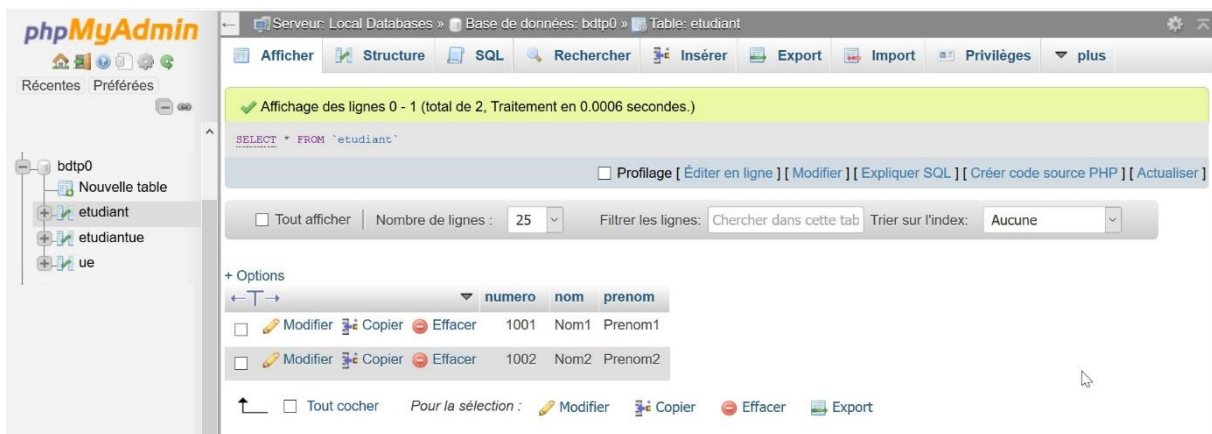 phpMyAdmin
Récentes Préférées
bdtp0
Nouvelle table
etudiant
etudiantue
ue
Serveur: Local Databases » Base de données: bdtp0 » Table: etudiant
Afficher Structure SQL Rechercher Insérer Export Import Privilèges plus
Affichage des lignes 0 - 1 (total de 2, Traitement en 0.0006 secondes.)
SELECT * FROM `etudiant`
Profilage [ Éditer en ligne ] [ Modifier ] [ Expliquer SQL ] [ Créer code source PHP ] [ Actualiser ]
Tout afficher | Nombre de lignes : 25 Filtrer les lignes: Chercher dans cette tab Trier sur l'index: Aucune
+ Options
←T→ numero nom prenom
Modifier Copier Effacer 1001 Nom1 Prenom1
Modifier Copier Effacer 1002 Nom2 Prenom2
Tout cocher Pour la sélection : Modifier Copier Effacer Export